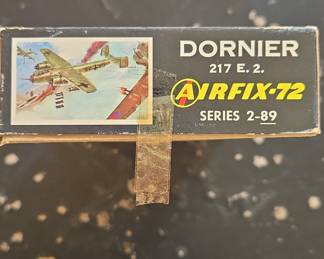 DORNIER
217 E. 2.
AIRFIX-72
SERIES 2-89